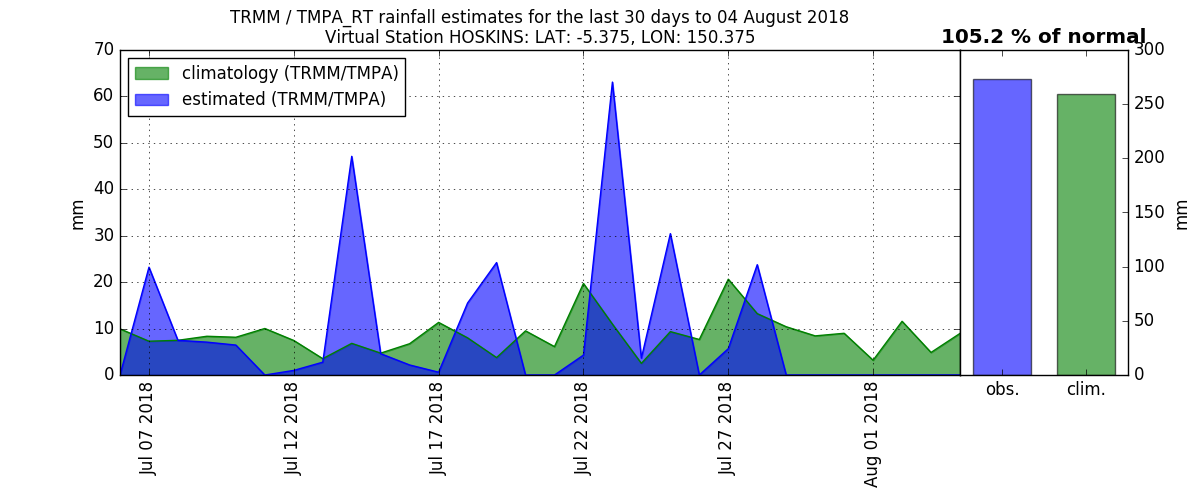 TRMM / TMPA_RT rainfall estimates for the last 30 days to 04 August 2018
Virtual Station HOSKINS: LAT: -5.375, LON: 150.375
105.2 % of normal
climatology (TRMM/TMPA)
estimated (TRMM/TMPA)
70
60
50
40
30
20
10
0
mm
Jul 07 2018
Jul 12 2018
Jul 17 2018
Jul 22 2018
Jul 27 2018
Aug 01 2018
obs.
clim.
300
250
200
150
100
50
0
mm